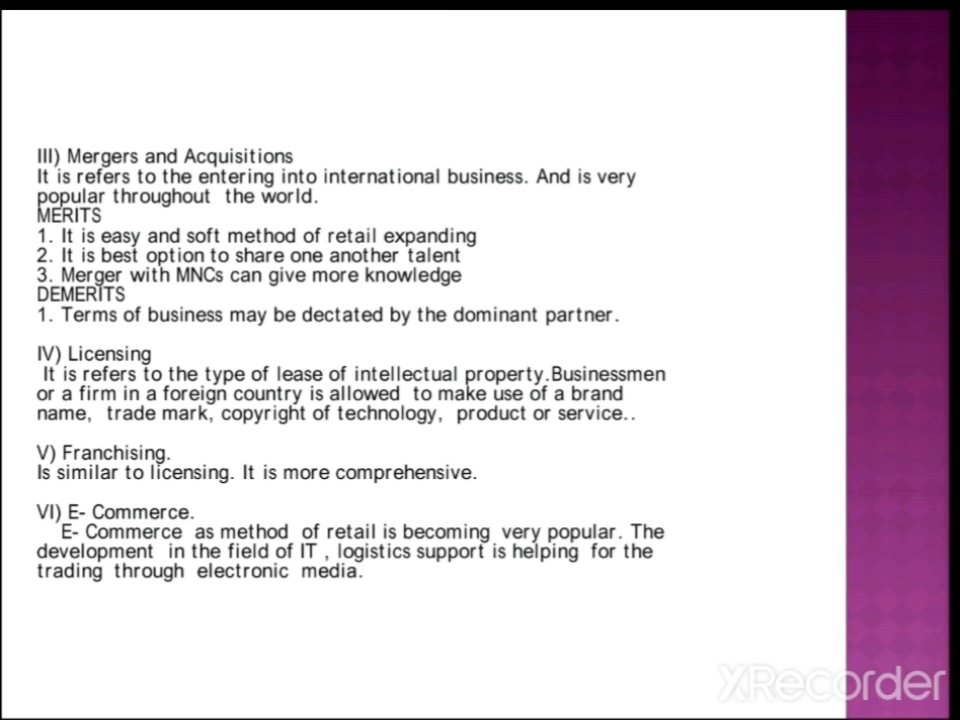 III) Mergers and Acquisitions
It is refers to the entering into international business. And is very
popular throughout the world.
MERITS
1. It is easy and soft method of retail expanding
2. It is best option to share one another talent
3. Merger with MNCs can give more knowledge
DEMERITS
1. Terms of business may be dectated by the dominant partner.
IV) Licensing
It is refers to the type of lease of intellectual property.Businessmen
or a firm in a foreign country is allowed to make use of a brand
name, trade mark, copyright of technology, product or service..
V) Franchising.
Is similar to licensing. It is more comprehensive.
VI) E- Commerce.
E- Commerce as method of retail is becoming very popular. The
development in the field of IT , logistics support is helping for the
trading through electronic media.
XRecorder